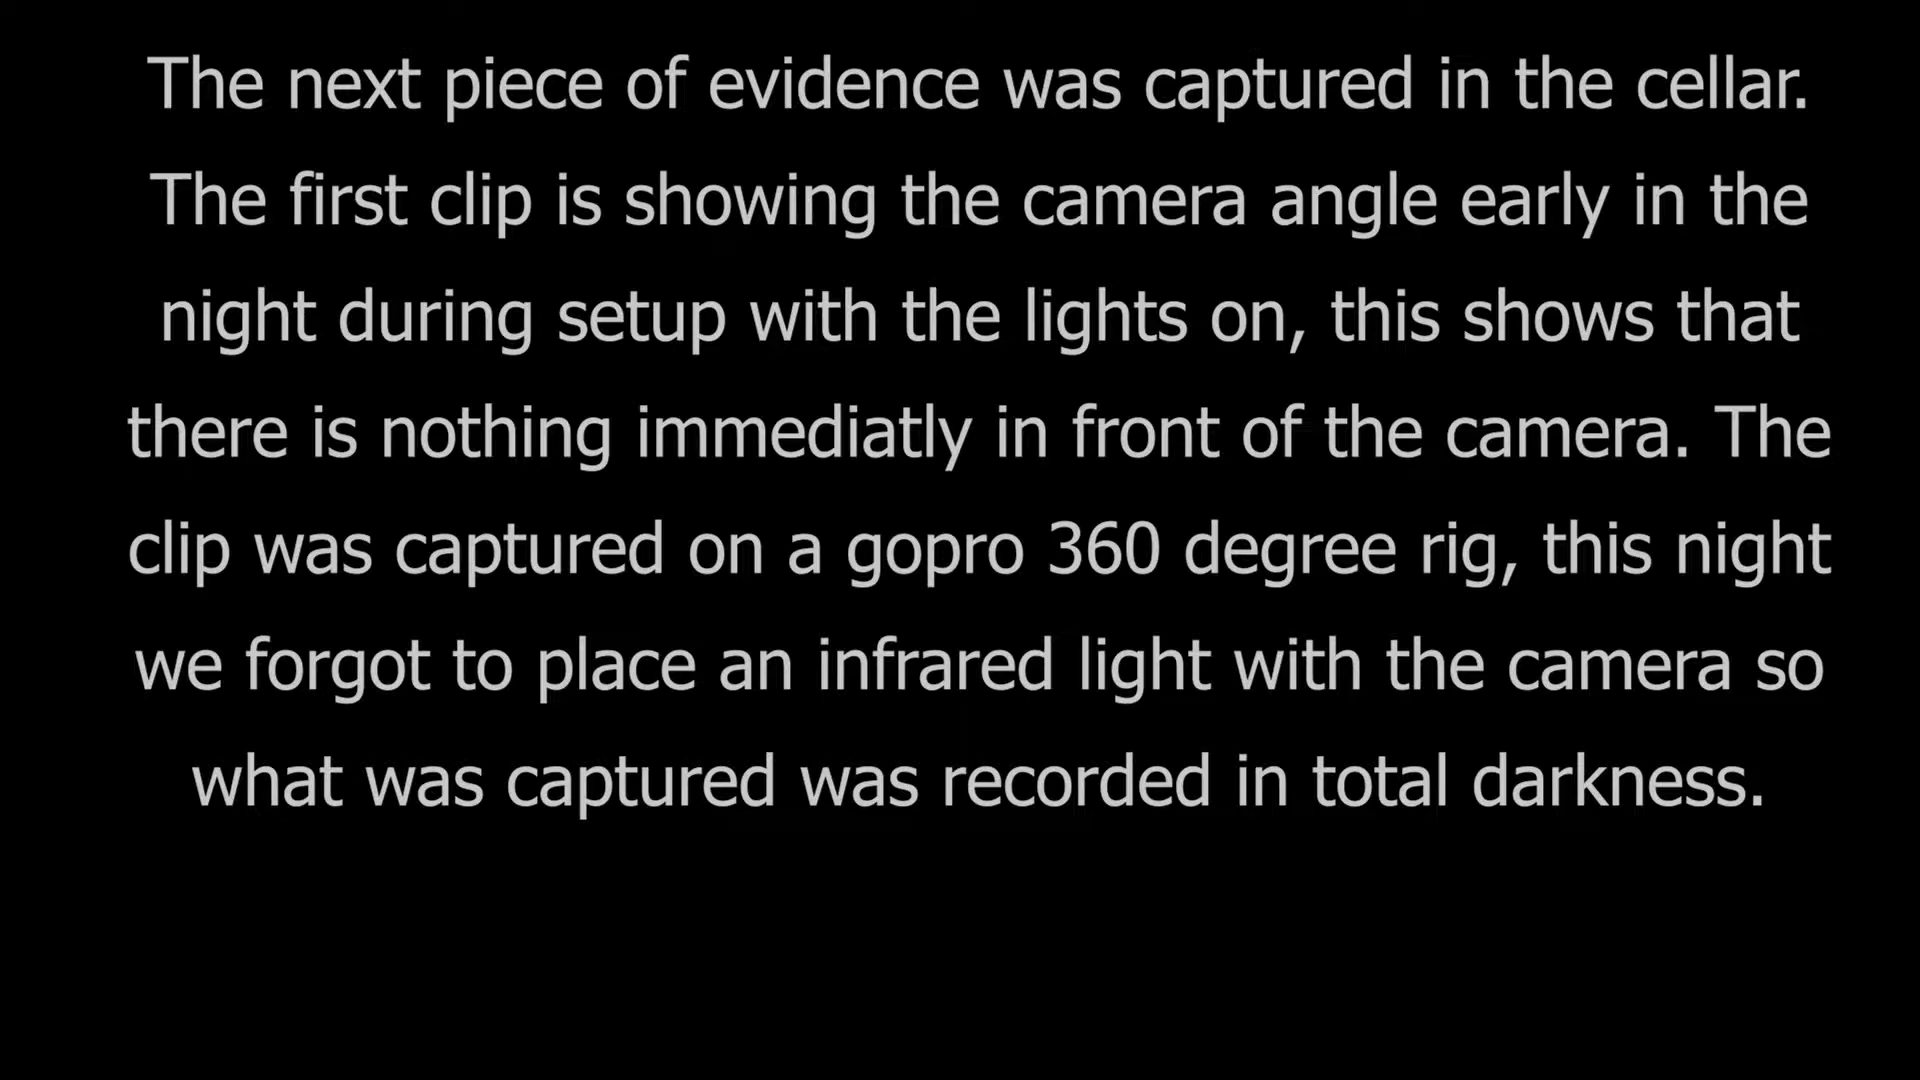 The next piece of evidence was captured in the cellar.
The first clip is showing the camera angle early in the
night during setup with the lights on, this shows that
there is nothing immediatly in front of the camera. The
clip was captured on a gopro 360 degree rig, this night
we forgot to place an infrared light with the camera so
what was captured was recorded in total darkness.